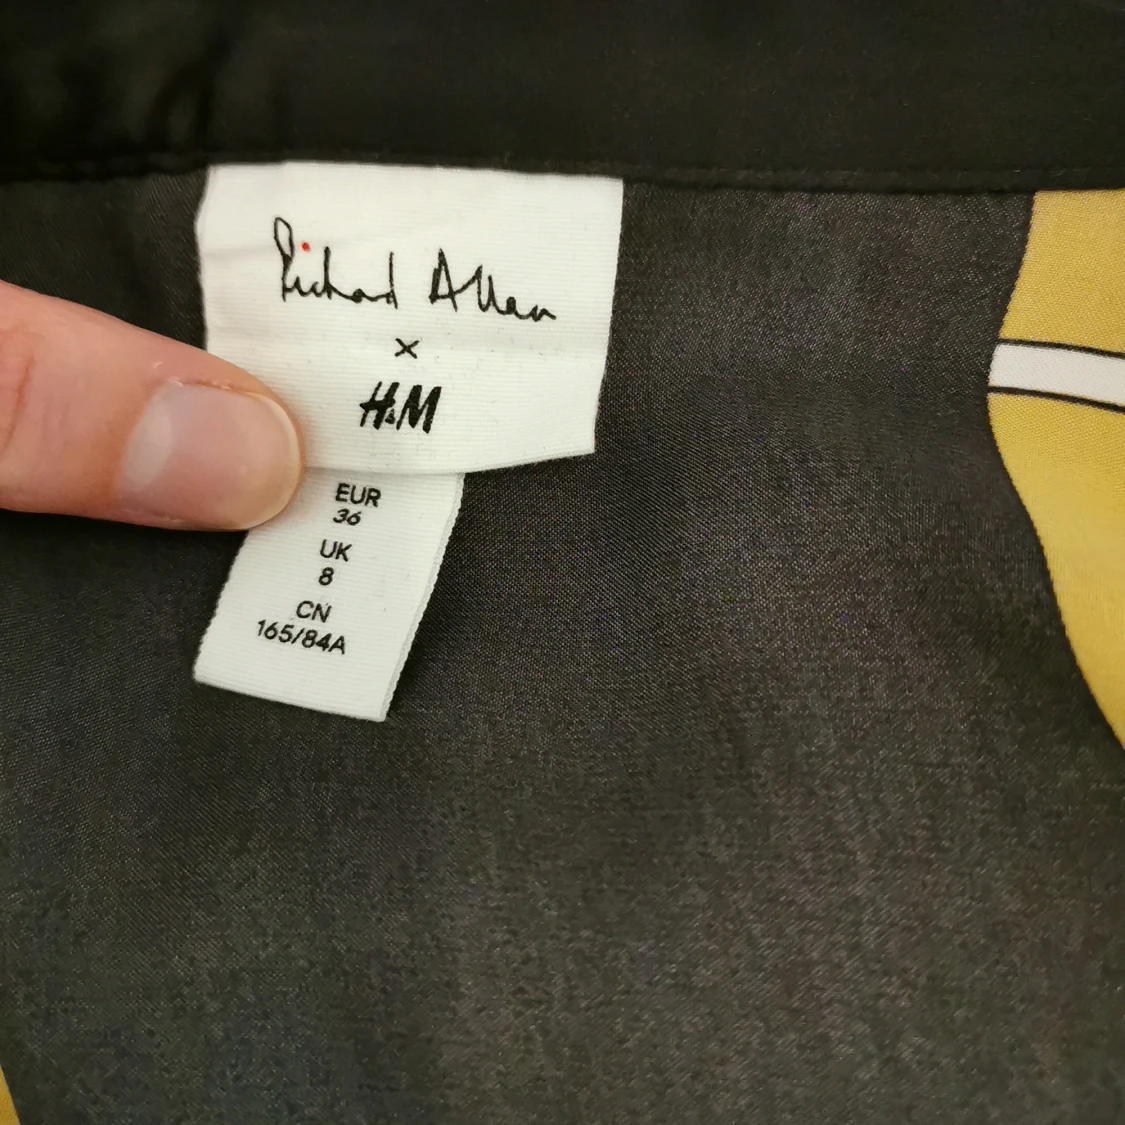 Richard Allan
×
H&M
EUR
36
UK
8
CN
165/84A